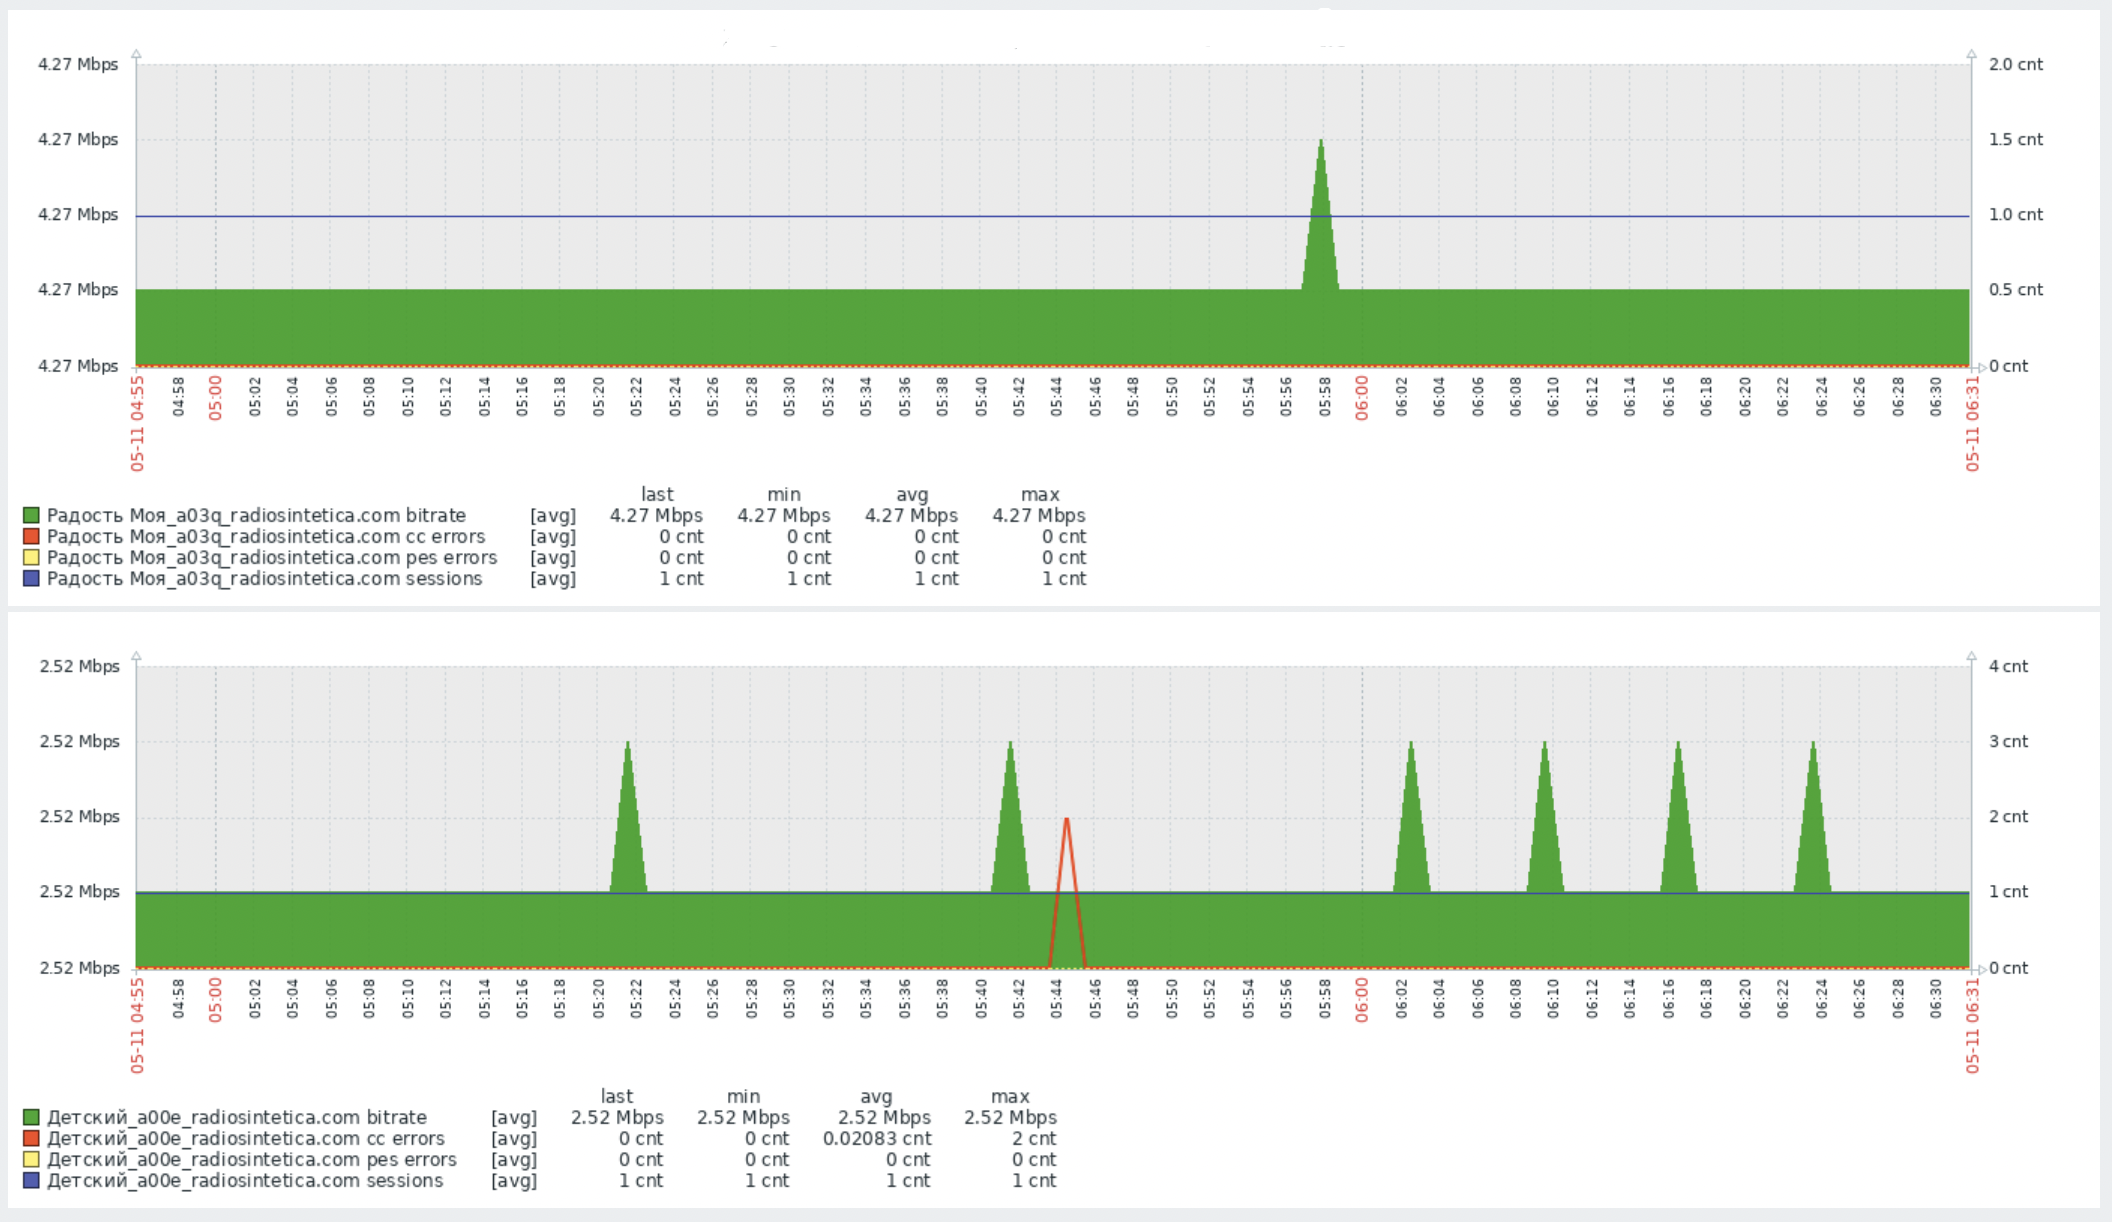 4.27 Mbps 2.0 cnt
4.27 Mbps 1.5 cnt
4.27 Mbps 1.0 cnt
4.27 Mbps 0.5 cnt
4.27 Mbps 0 cnt
05-11 04:55 04:58 05:00 05:02 05:04 05:06 05:08 05:10 05:12 05:14 05:16 05:18 05:20 05:22 05:24 05:26 05:28 05:30 05:32 05:34 05:36 05:38 05:40 05:42 05:44 05:46 05:48 05:50 05:52 05:54 05:56 05:58 06:00 06:02 06:04 06:06 06:08 06:10 06:12 06:14 06:16 06:18 06:20 06:22 06:24 06:26 06:28 06:30 05-11 06:31
last min avg max
Радость Моя_a03q_radiosintetica.com bitrate [avg] 4.27 Mbps 4.27 Mbps 4.27 Mbps 4.27 Mbps
Радость Моя_a03q_radiosintetica.com cc errors [avg] 0 cnt 0 cnt 0 cnt 0 cnt
Радость Моя_a03q_radiosintetica.com pes errors [avg] 0 cnt 0 cnt 0 cnt 0 cnt
Радость Моя_a03q_radiosintetica.com sessions [avg] 1 cnt 1 cnt 1 cnt 1 cnt
2.52 Mbps 4 cnt
2.52 Mbps 3 cnt
2.52 Mbps 2 cnt
2.52 Mbps 1 cnt
2.52 Mbps 0 cnt
05-11 04:55 04:58 05:00 05:02 05:04 05:06 05:08 05:10 05:12 05:14 05:16 05:18 05:20 05:22 05:24 05:26 05:28 05:30 05:32 05:34 05:36 05:38 05:40 05:42 05:44 05:46 05:48 05:50 05:52 05:54 05:56 05:58 06:00 06:02 06:04 06:06 06:08 06:10 06:12 06:14 06:16 06:18 06:20 06:22 06:24 06:26 06:28 06:30 05-11 06:31
last min avg max
Детский_a00e_radiosintetica.com bitrate [avg] 2.52 Mbps 2.52 Mbps 2.52 Mbps 2.52 Mbps
Детский_a00e_radiosintetica.com cc errors [avg] 0 cnt 0 cnt 0.02083 cnt 2 cnt
Детский_a00e_radiosintetica.com pes errors [avg] 0 cnt 0 cnt 0 cnt 0 cnt
Детский_a00e_radiosintetica.com sessions [avg] 1 cnt 1 cnt 1 cnt 1 cnt